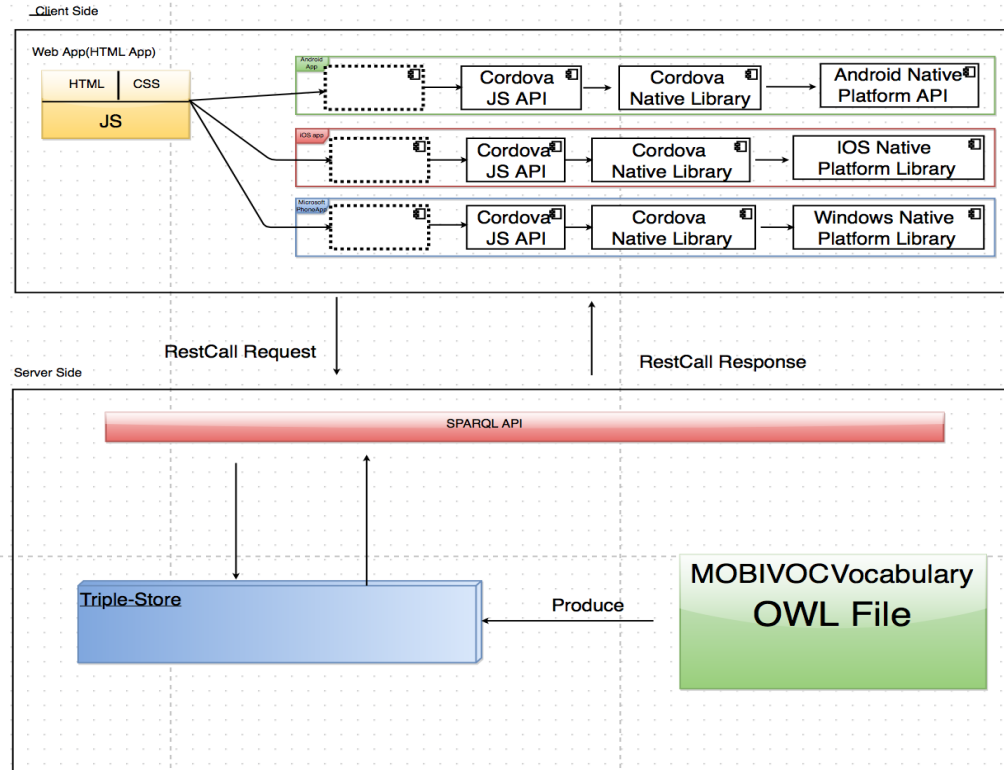 Client Side
Web App(HTML App)
HTML
CSS
JS
Android
App
Cordova
JS API
Cordova
Native Library
Android Native
Platform API
iOS app
Cordova
JS API
Cordova
Native Library
IOS Native
Platform Library
Microsoft
PhoneApp
Cordova
JS API
Cordova
Native Library
Windows Native
Platform Library
RestCall Request
RestCall Response
Server Side
SPARQL API
Triple-Store
Produce
MOBIVOCVocabulary
OWL File